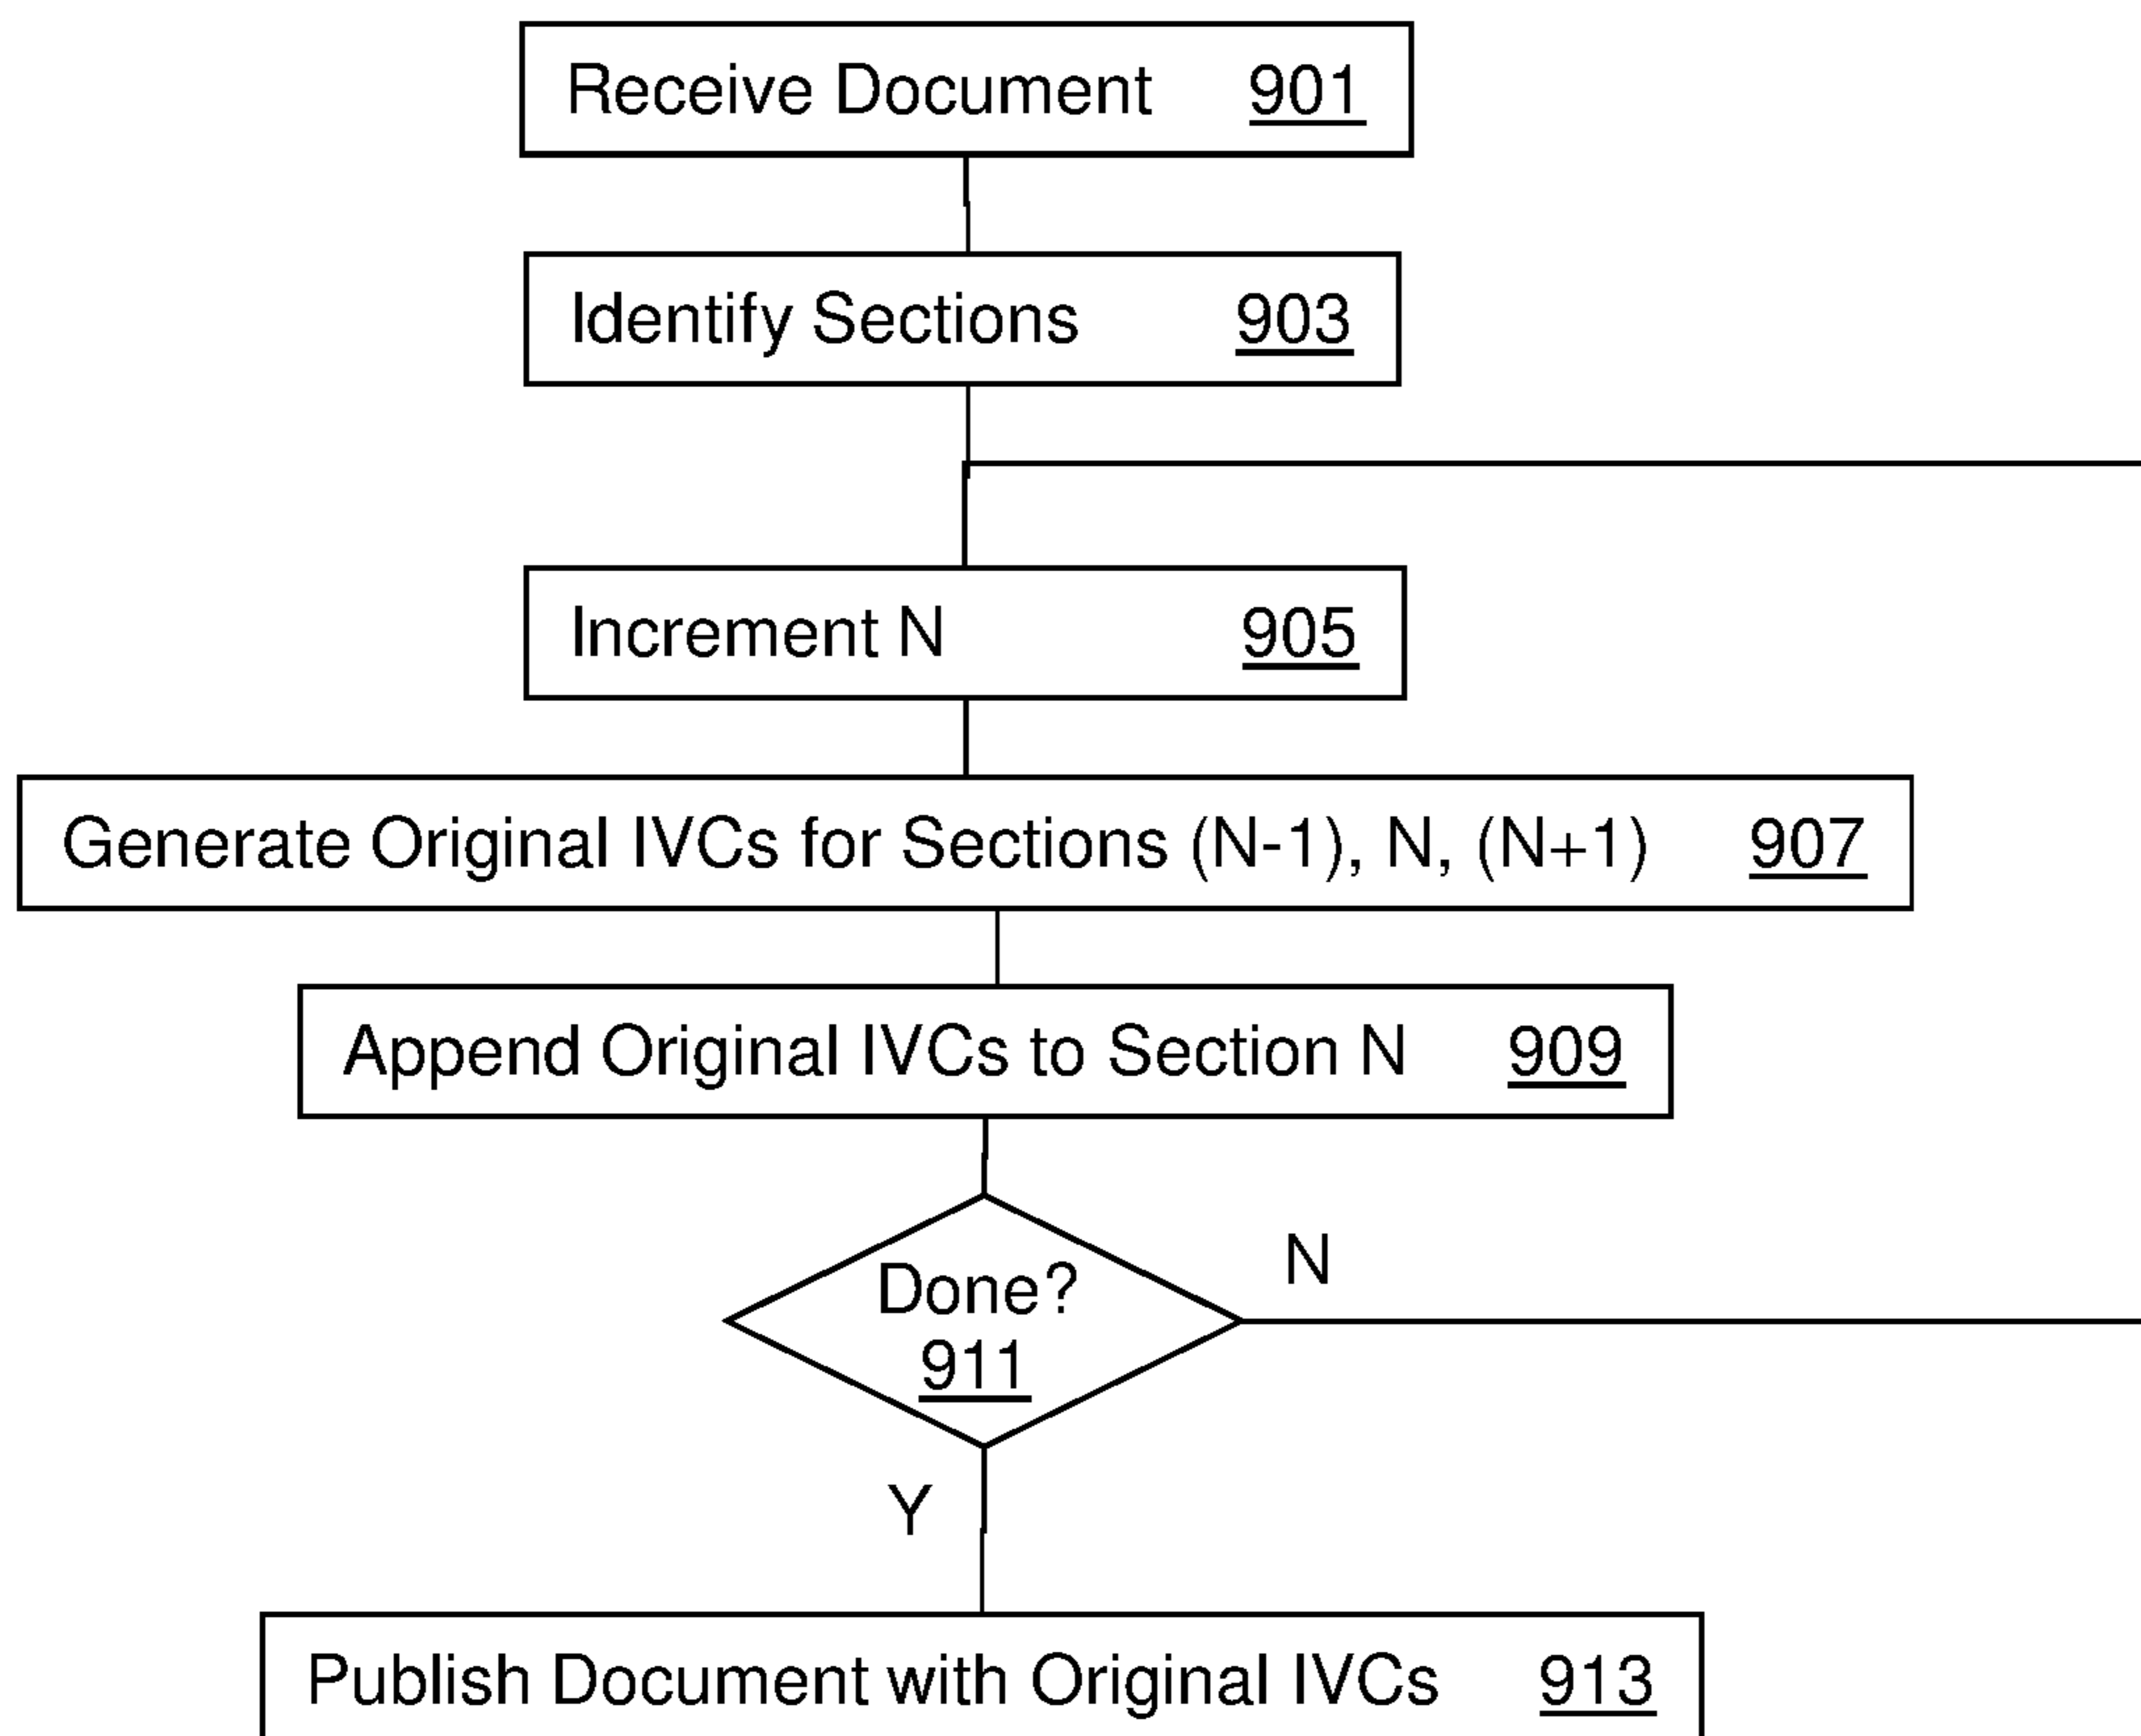 Receive Document 901
Identify Sections 903
Increment N 905
Generate Original IVCs for Sections (N-1), N, (N+1) 907
Append Original IVCs to Section N 909
Done?
911
N
Y
Publish Document with Original IVCs 913